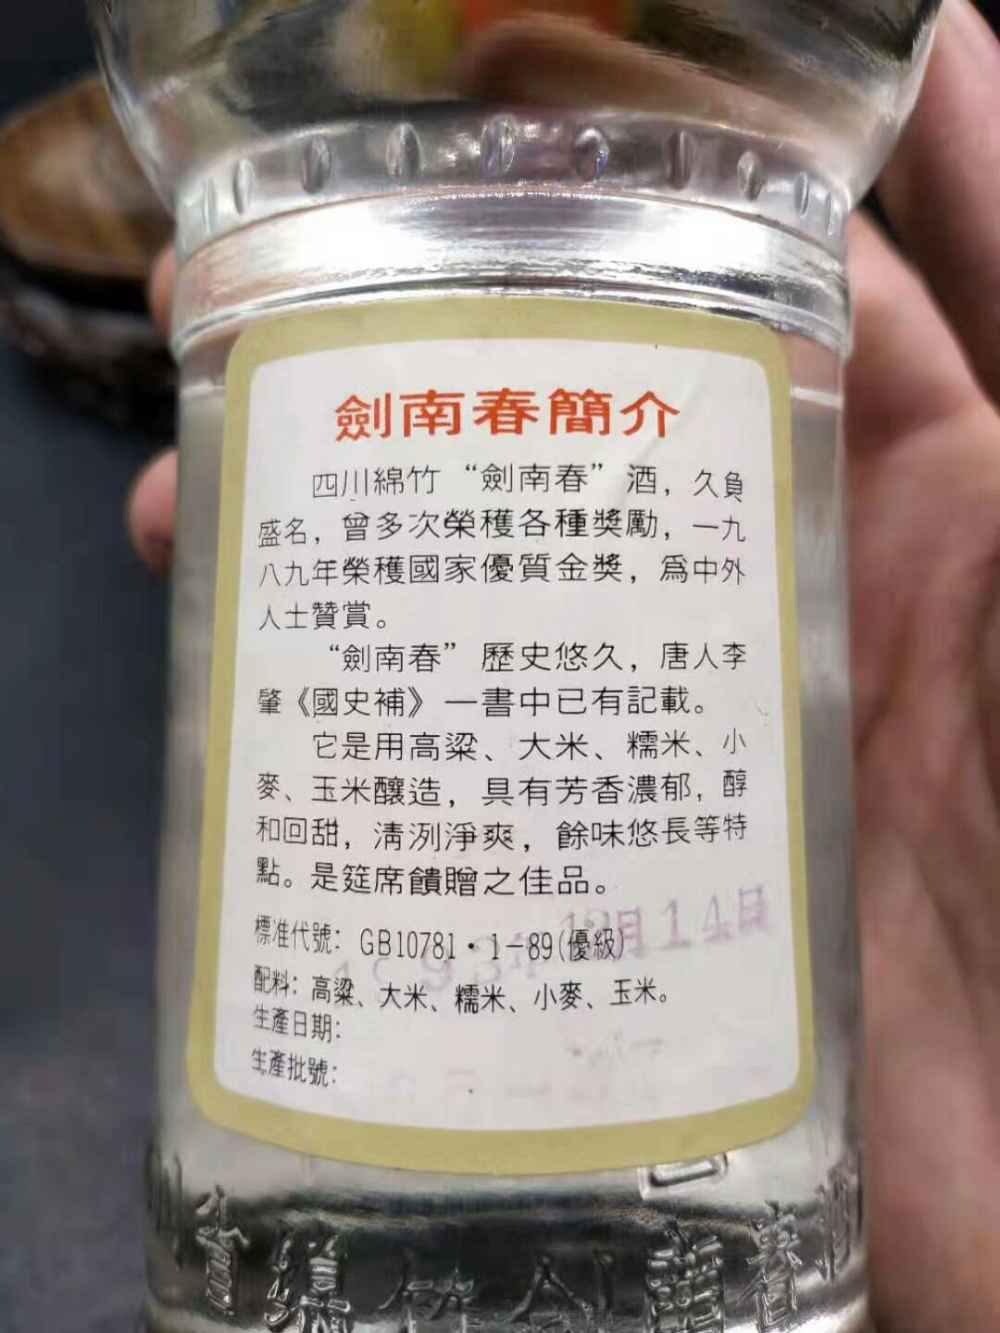 劍南春簡介
四川綿竹“劍南春”酒，久負
盛名，曾多次榮穫各種獎勵，一九
八九年榮穫國家優質金獎，爲中外
人士贊賞。
“劍南春”歷史悠久，唐人李
肇《國史補》一書中已有記載。
它是用高粱、大米、糯米、小
麥、玉米釀造，具有芳香濃郁，醇
和回甜，清洌淨爽，餘味悠長等特
點。是筵席饋贈之佳品。
標准代號：GB10781·1-89(優級)
12月14日
配料：高粱、大米、糯米、小麥、玉米。
生產日期：
生產批號：
省綿竹剑南春酒